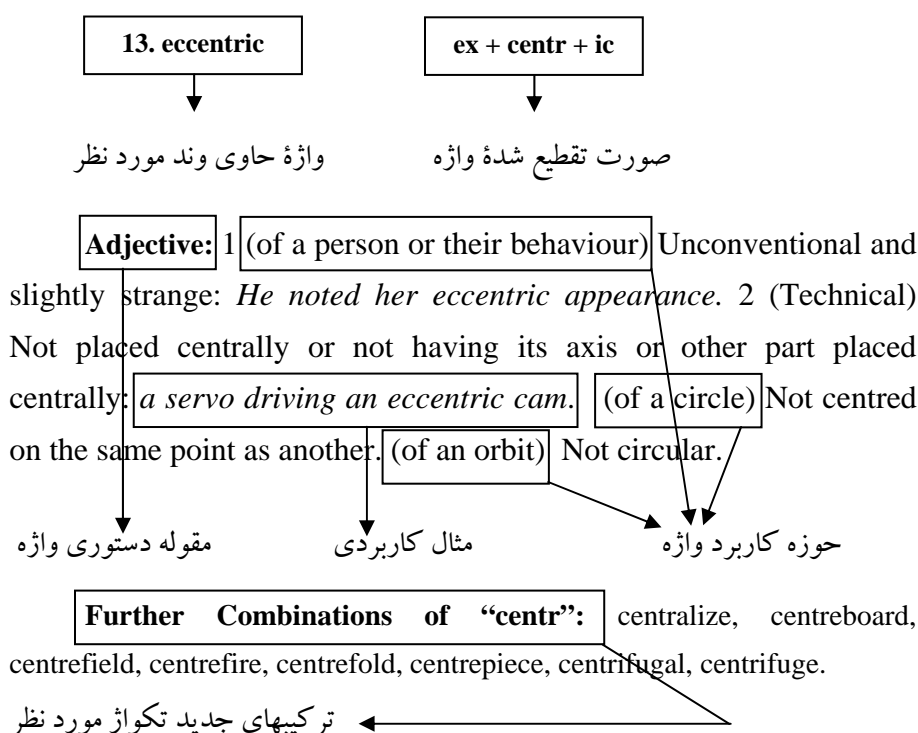 13. eccentric ex + centr + ic
صورت تقطیع شدۀ واژه واژۀ حاوی وند مورد نظر
Adjective: 1 (of a person or their behaviour) Unconventional and
slightly strange: He noted her eccentric appearance. 2 (Technical)
Not placed centrally or not having its axis or other part placed
centrally: a servo driving an eccentric cam. (of a circle) Not centred
on the same point as another. (of an orbit) Not circular.
حوزه کاربرد واژه مثال کاربردی مقوله دستوری واژه
Further Combinations of “centr”: centralize, centreboard,
centrefield, centrefire, centrefold, centrepiece, centrifugal, centrifuge.
ترکیبهای جدید تکواژ مورد نظر